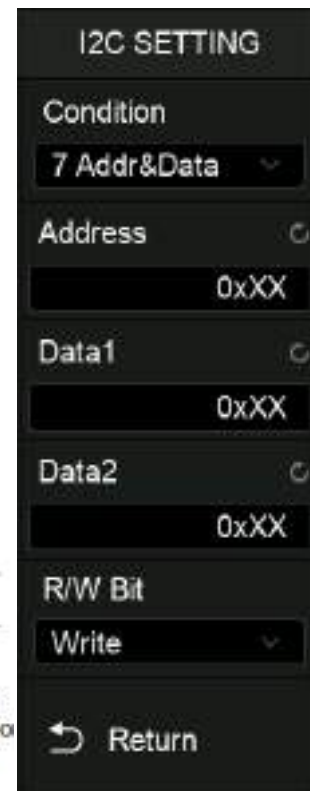 I2C SETTING
Condition
7 Addr&Data
Address
0xXX
Data1
0xXX
Data2
0xXX
R/W Bit
Write
Return